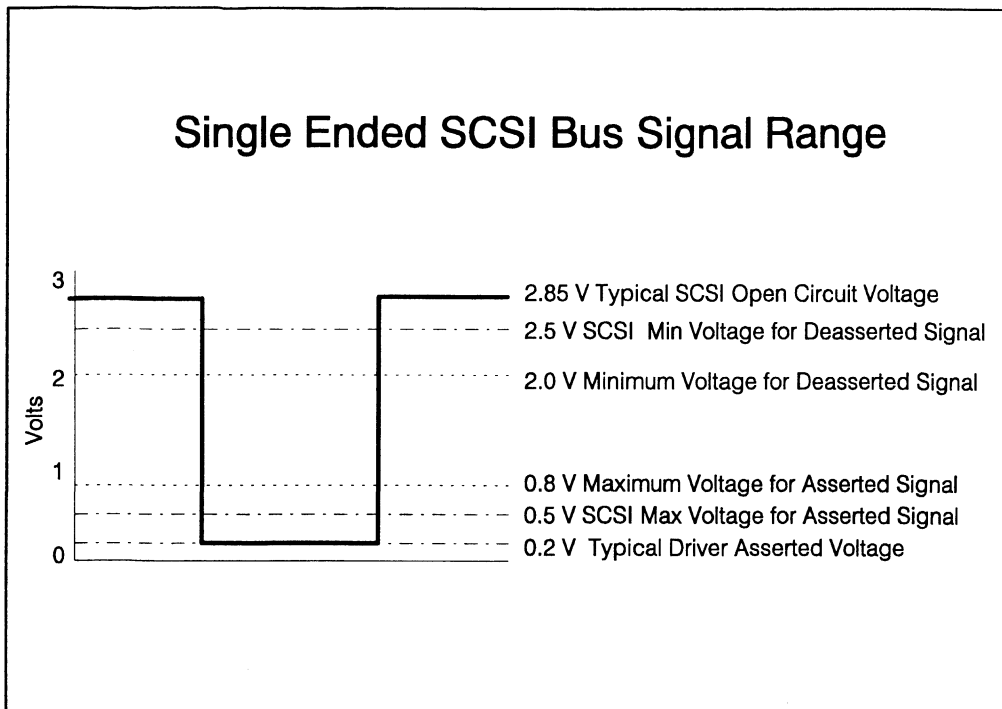 Single Ended SCSI Bus Signal Range
3
2
1
0
Volts
2.85 V Typical SCSI Open Circuit Voltage
2.5 V SCSI Min Voltage for Deasserted Signal
2.0 V Minimum Voltage for Deasserted Signal
0.8 V Maximum Voltage for Asserted Signal
0.5 V SCSI Max Voltage for Asserted Signal
0.2 V Typical Driver Asserted Voltage